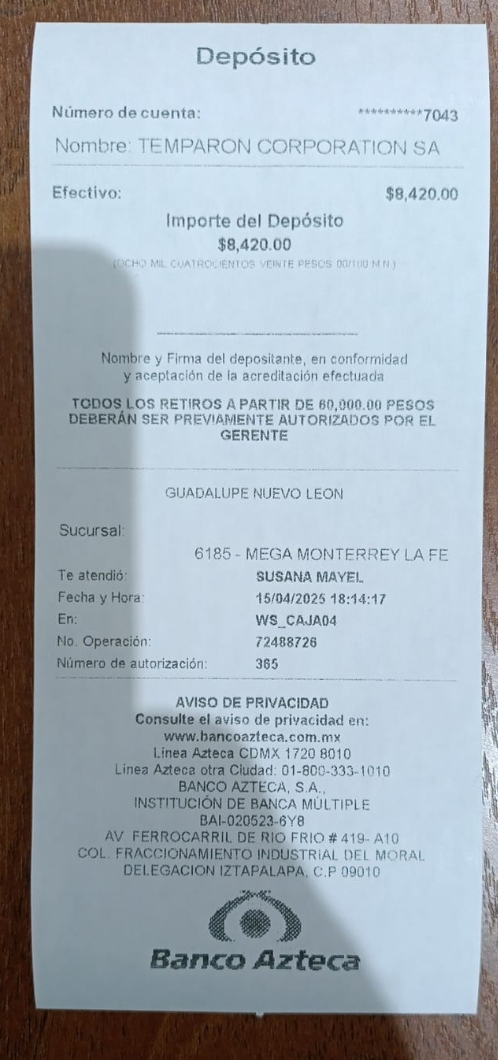 Depósito
Número de cuenta: **********7043
Nombre: TEMPARON CORPORATION SA
Efectivo: $8,420.00
Importe del Depósito
$8,420.00
(OCHO MIL CUATROCIENTOS VEINTE PESOS 00/100 M.N.)
Nombre y Firma del depositante, en conformidad
y aceptación de la acreditación efectuada
TODOS LOS RETIROS A PARTIR DE 60,000.00 PESOS
DEBERÁN SER PREVIAMENTE AUTORIZADOS POR EL
GERENTE
GUADALUPE NUEVO LEON
Sucursal:
6185 - MEGA MONTERREY LA FE
Te atendió: SUSANA MAYEL
Fecha y Hora: 15/04/2025 18:14:17
En: WS_CAJA04
No. Operación: 72488726
Número de autorización: 365
AVISO DE PRIVACIDAD
Consulte el aviso de privacidad en:
www.bancoazteca.com.mx
Línea Azteca CDMX 1720 8010
Línea Azteca otra Ciudad: 01-800-333-1010
BANCO AZTECA, S.A.,
INSTITUCIÓN DE BANCA MÚLTIPLE
BAI-020523-6Y8
AV. FERROCARRIL DE RIO FRIO # 419- A10
COL. FRACCIONAMIENTO INDUSTRIAL DEL MORAL
DELEGACION IZTAPALAPA, C.P 09010
Banco Azteca